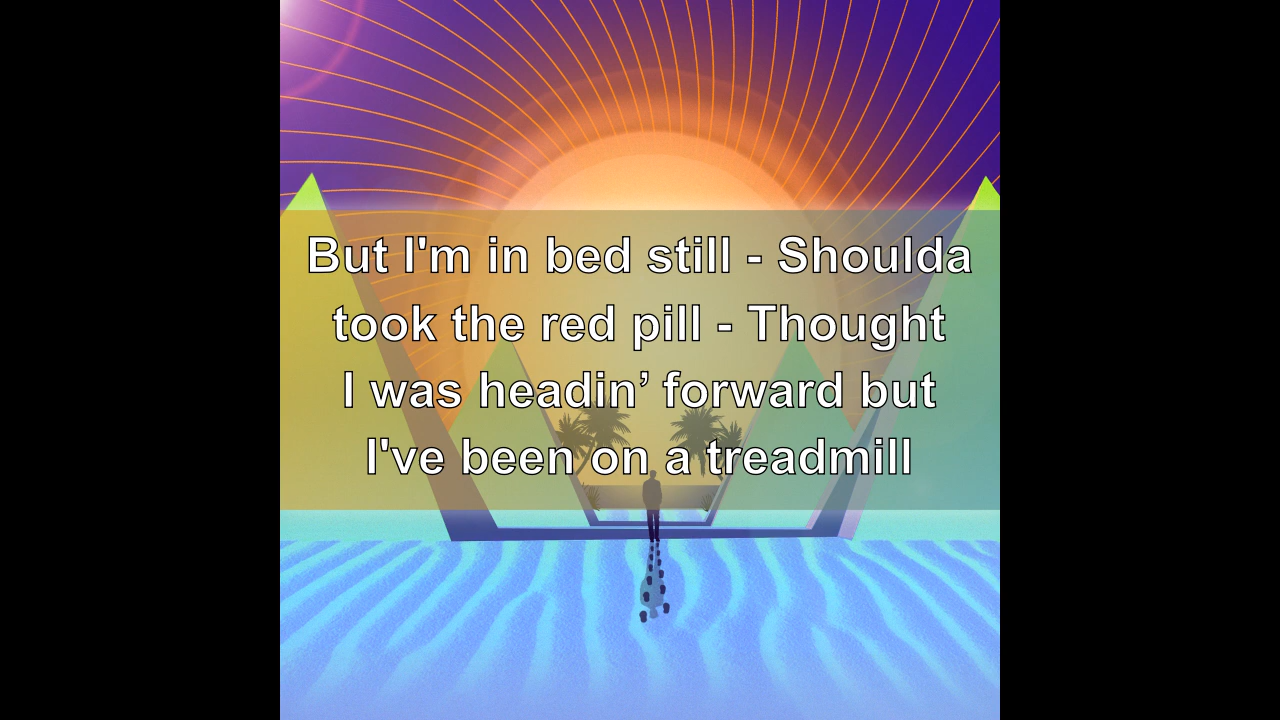 But I'm in bed still - Shoulda
took the red pill - Thought
I was headin’ forward but
I've been on a treadmill